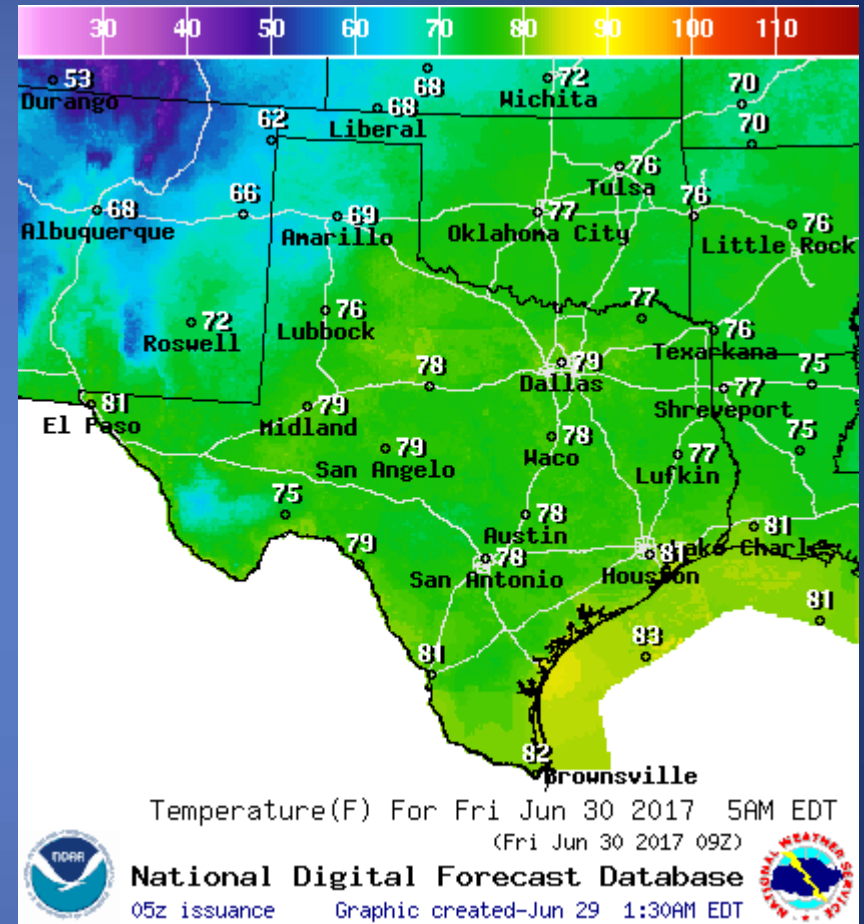 30 40 50 60 70 80 90 100 110
53
Durango
68
72
Wichita
70
68
Liberal
62
70
76
Tulsa
68
Albuquerque
66
69
Amarillo
77
Oklahoma City
76
76
Little Rock
72
Roswell
76
Lubbock
77
76
Texarkana
79
Dallas
78
75
77
Shreveport
81
El Paso
79
Midland
79
San Angelo
78
Waco
77
Lufkin
75
75
78
Austin
81
Lake Charles
79
78
San Antonio
81
Houston
81
83
81
82
Brownsville
Temperature(F) For Fri Jun 30 2017 5AM EDT
(Fri Jun 30 2017 09Z)
National Digital Forecast Database
05z issuance Graphic created-Jun 29 1:30AM EDT
NOAA
NATIONAL WEATHER SERVICE